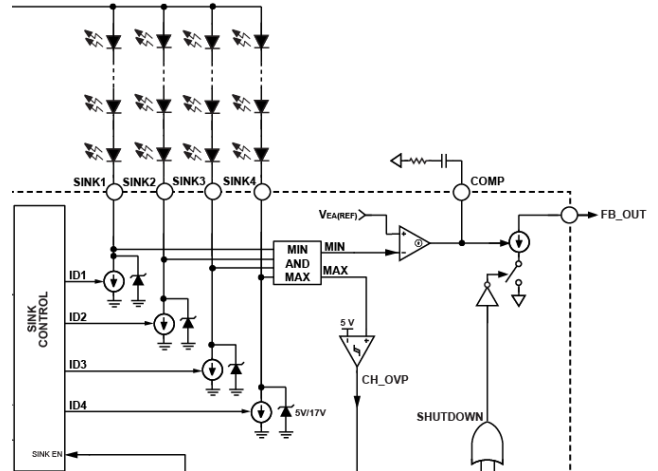 SINK1
SINK2
SINK3
SINK4
COMP
VEA(REF)
FB_OUT
MIN
AND
MAX
MIN
MAX
ID1
ID2
ID3
ID4
SINK
CONTROL
5 V
CH_OVP
5V/17V
SHUTDOWN
SINK EN